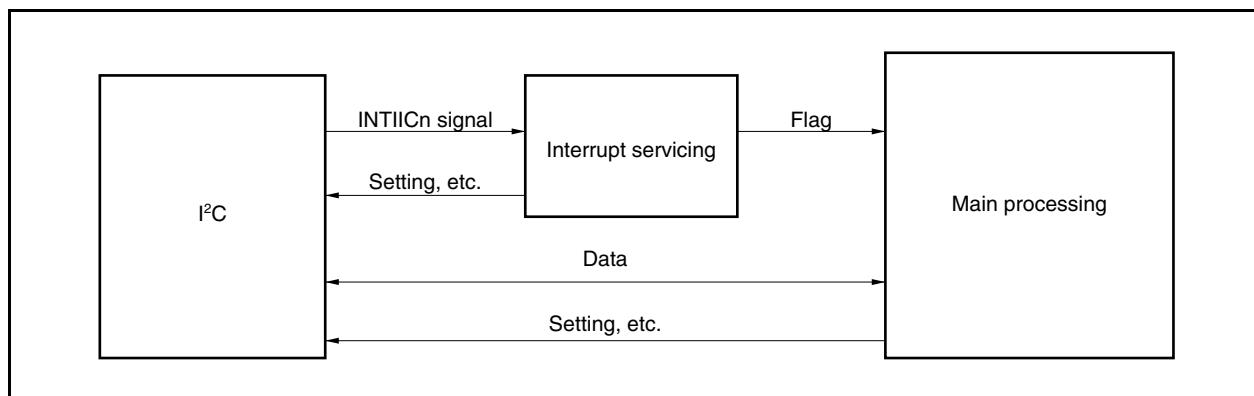 INTIICn signal
Flag
Interrupt servicing
Setting, etc.
I²C
Main processing
Data
Setting, etc.